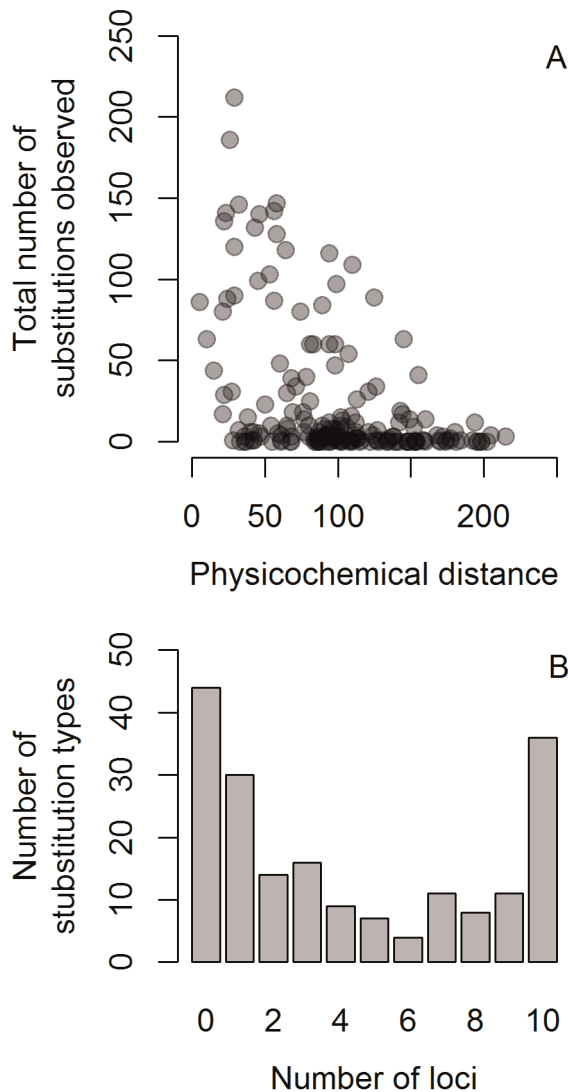 A
Total number of
substitutions observed
250
200
150
100
50
0
0 50 100 200
Physicochemical distance
B
Number of
stubstitution types
50
40
30
20
10
0
0 2 4 6 8 10
Number of loci